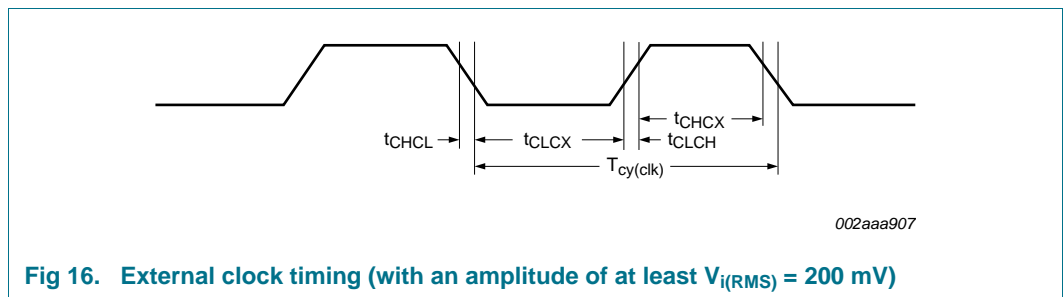 tCHCX
tCHCL tCLCX tCLCH
Tcy(clk)
002aaa907
Fig 16. External clock timing (with an amplitude of at least Vi(RMS) = 200 mV)